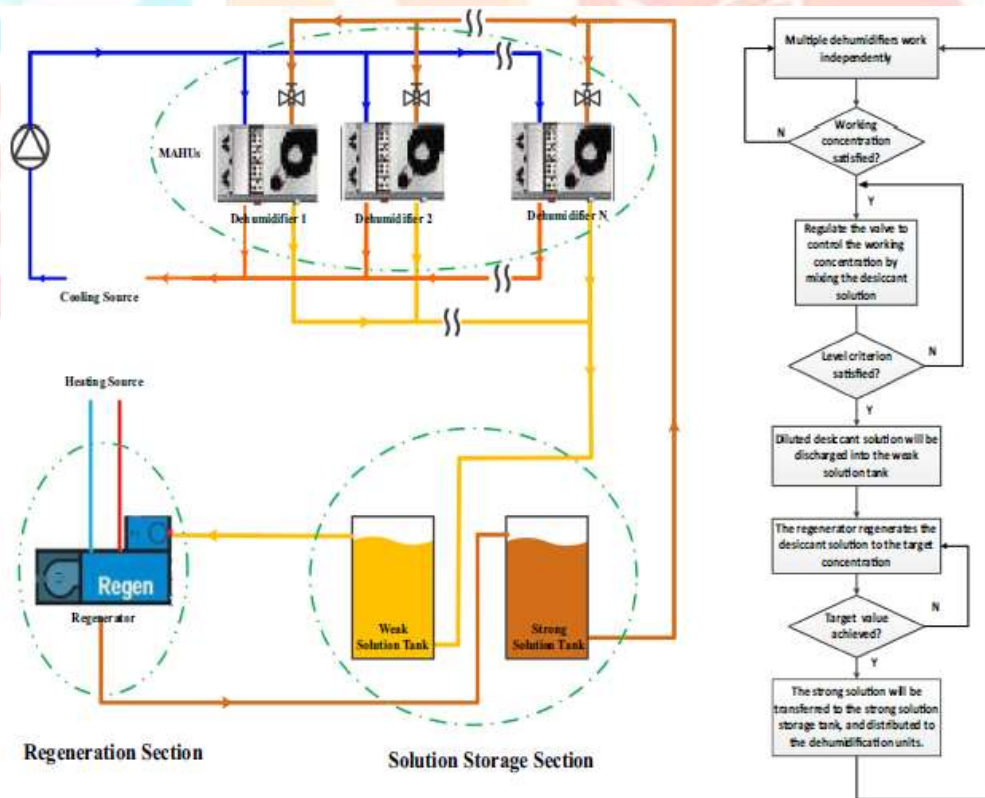 MAHUs
Dehumidifier 1
Dehumidifier 2
Dehumidifier N
Cooling Source
Heating Source
Regen
Regenerator
Weak
Solution Tank
Strong
Solution Tank
Regeneration Section
Solution Storage Section
Multiple dehumidifiers work
independently
N
Working
concentration
satisfied?
Y
Regulate the valve to
control the working
concentration by
mixing the desiccant
solution
Level criterion
satisfied?
N
Y
Diluted desiccant solution will be
discharged into the weak
solution tank
The regenerator regenerates the
desiccant solution to the target
concentration
Target value
achieved?
N
Y
The strong solution will be
transferred to the strong solution
storage tank, and distributed to
the dehumidification units.